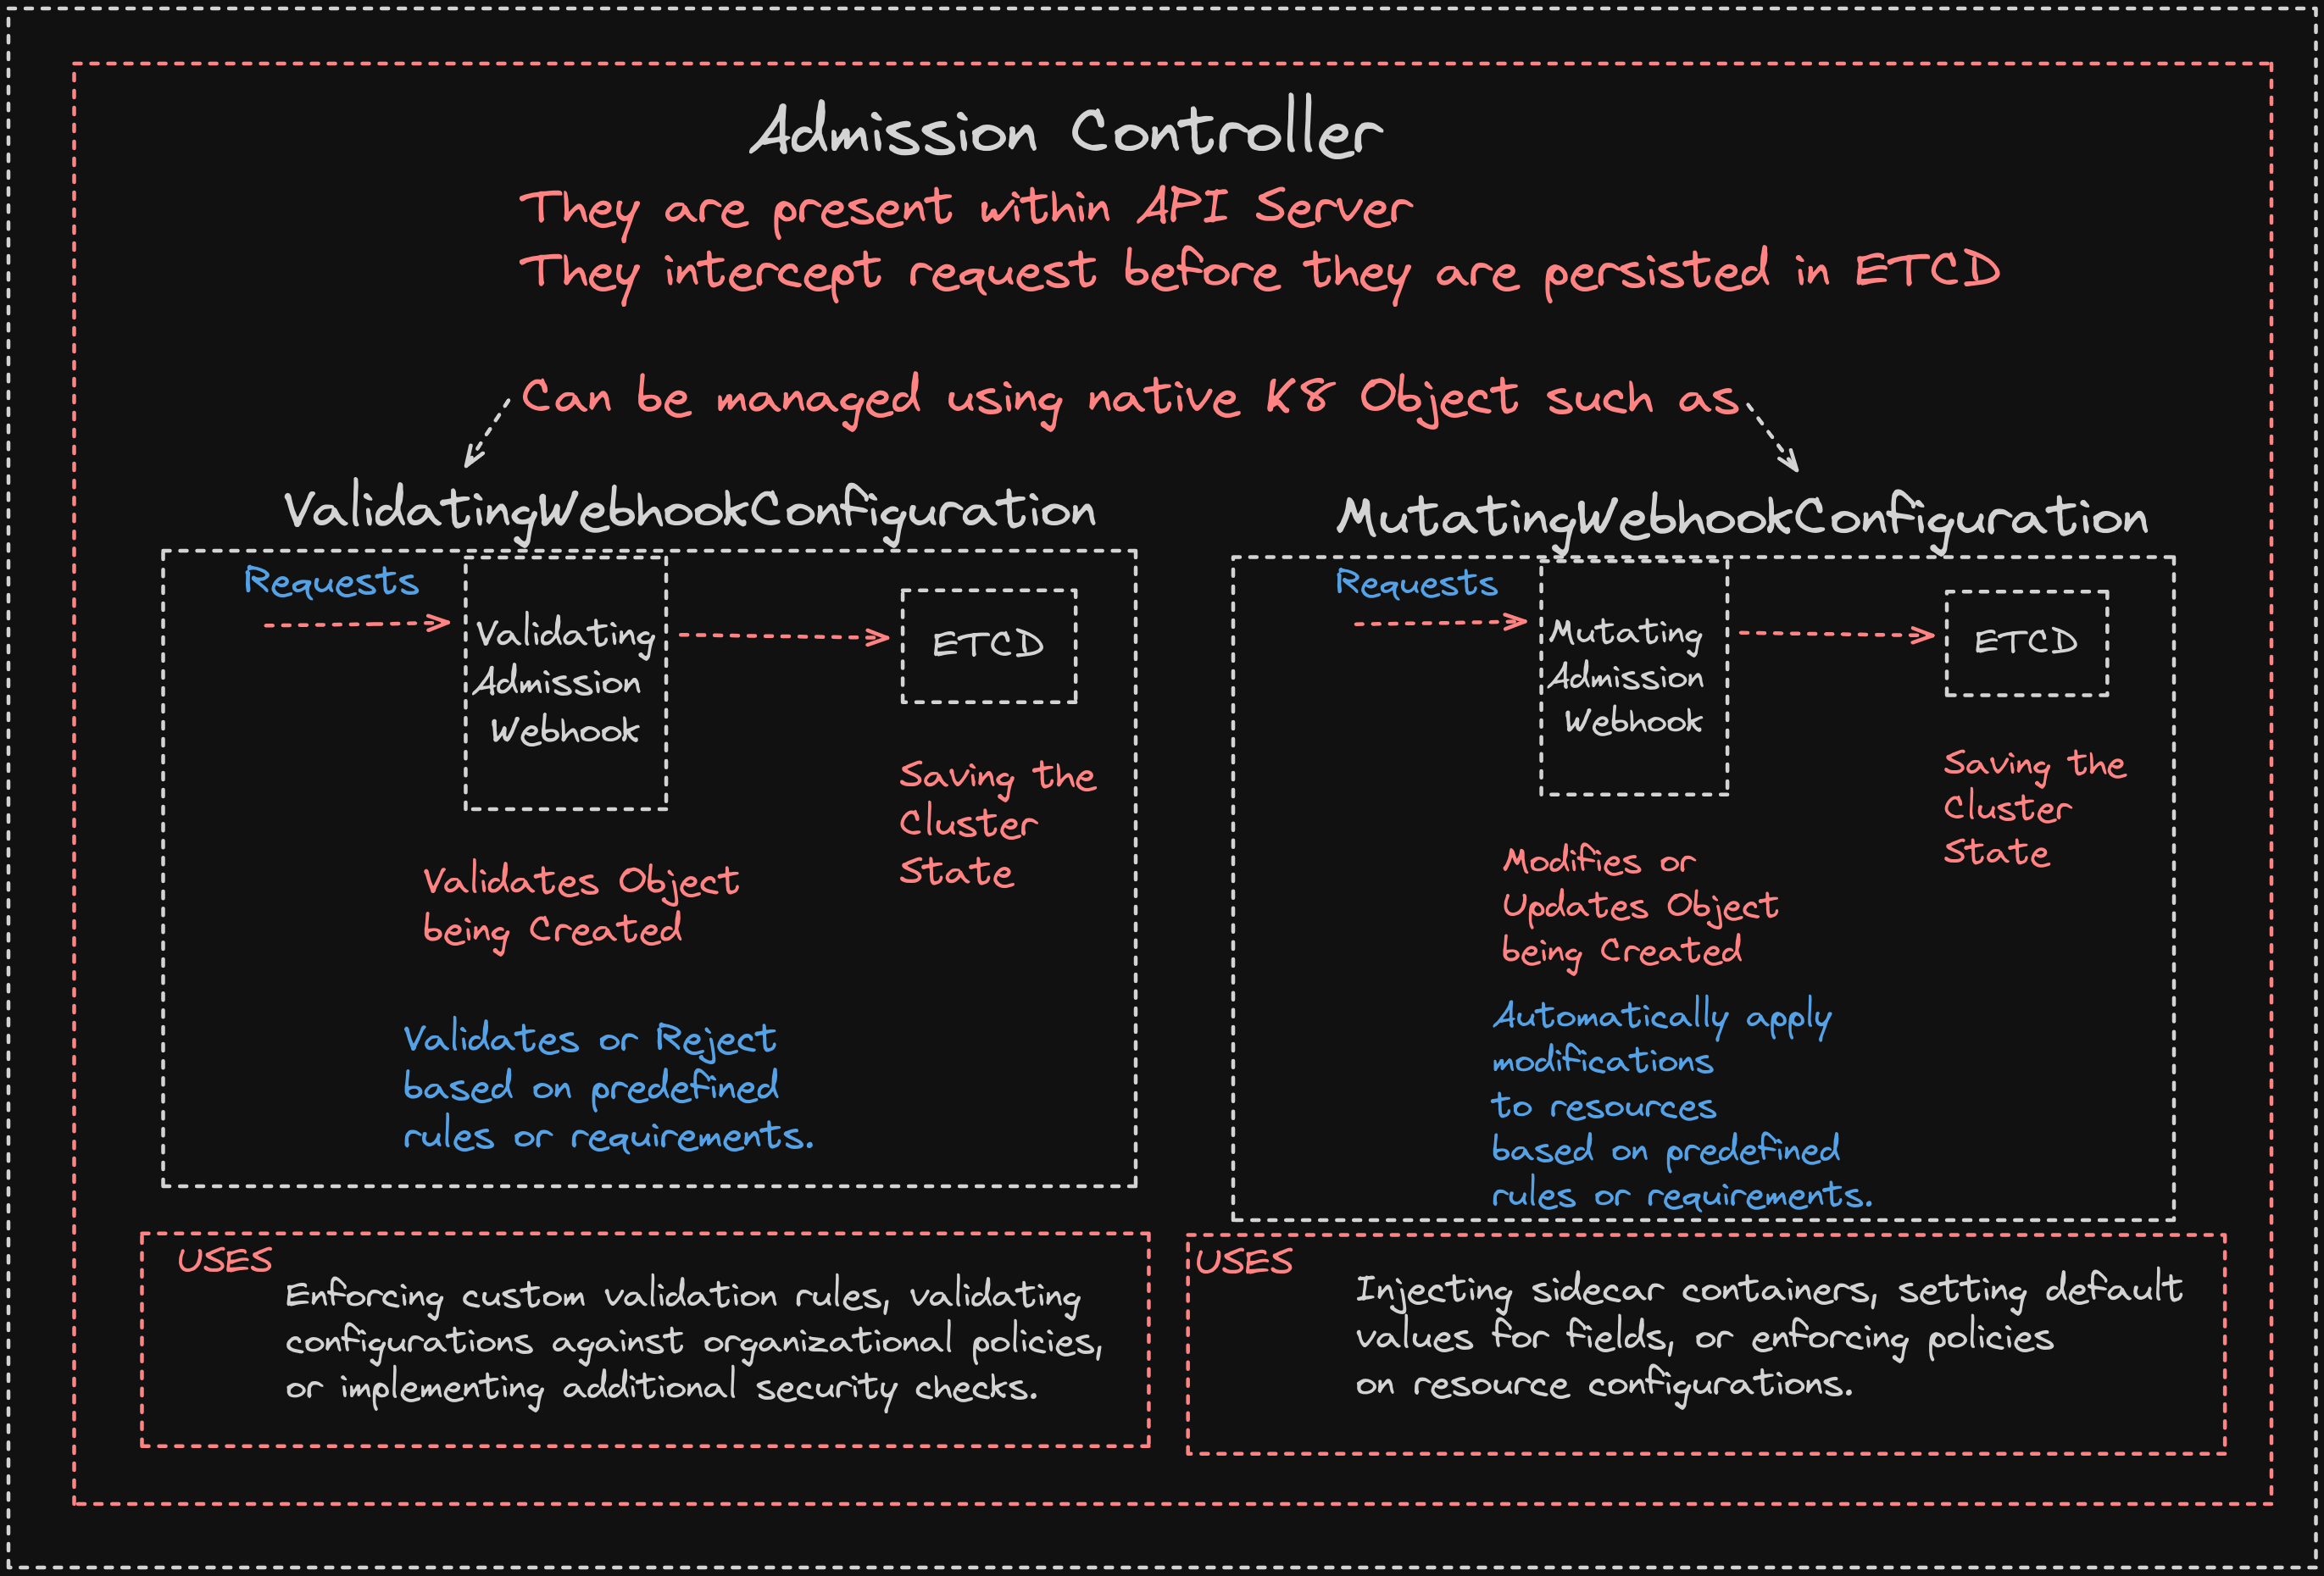 Admission Controller
They are present within API Server
They intercept request before they are persisted in ETCD
Can be managed using native K8 Object such as
ValidatingWebhookConfiguration
Requests
Validating
Admission
Webhook
ETCD
Saving the
Cluster
State
Validates Object
being Created
Validates or Reject
based on predefined
rules or requirements.
USES
Enforcing custom validation rules, validating
configurations against organizational policies,
or implementing additional security checks.
MutatingWebhookConfiguration
Requests
Mutating
Admission
Webhook
ETCD
Saving the
Cluster
State
Modifies or
Updates Object
being Created
Automatically apply
modifications
to resources
based on predefined
rules or requirements.
USES
Injecting sidecar containers, setting default
values for fields, or enforcing policies
on resource configurations.